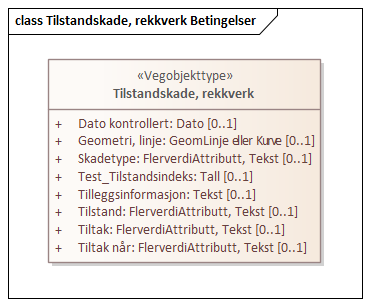 class Tilstandskade, rekkverk Betingelser
«Vegobjekttype»
Tilstandskade, rekkverk
+ Dato kontrollert: Dato [0..1]
+ Geometri, linje: GeomLinje eller Kurve [0..1]
+ Skadetype: FlerverdiAttributt, Tekst [0..1]
+ Test_Tilstandsindeks: Tall [0..1]
+ Tilleggsinformasjon: Tekst [0..1]
+ Tilstand: FlerverdiAttributt, Tekst [0..1]
+ Tiltak: FlerverdiAttributt, Tekst [0..1]
+ Tiltak når: FlerverdiAttributt, Tekst [0..1]